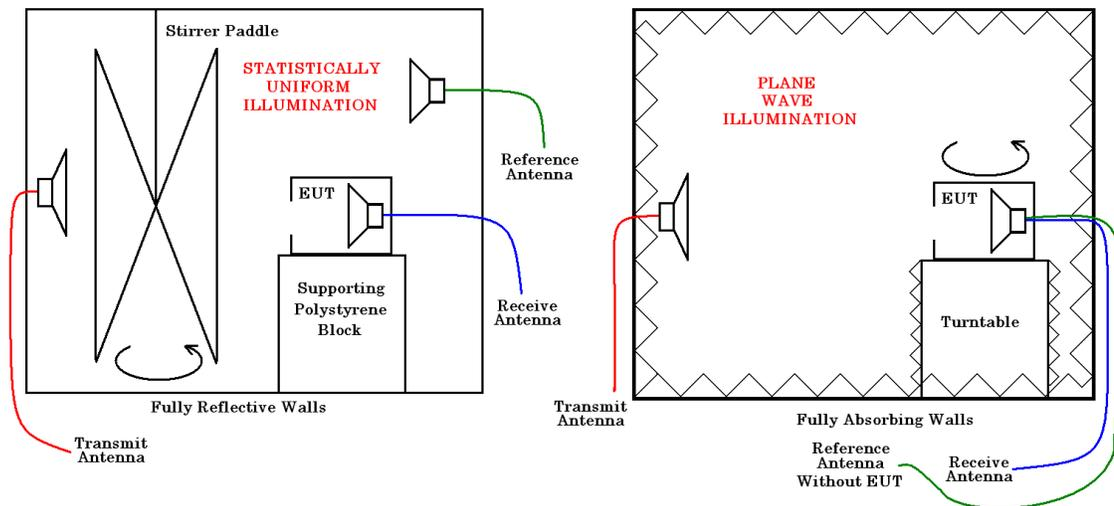 Stirrer Paddle
STATISTICALLY
UNIFORM
ILLUMINATION
Reference
Antenna
EUT
Supporting
Polystyrene
Block
Receive
Antenna
Fully Reflective Walls
Transmit
Antenna
PLANE
WAVE
ILLUMINATION
EUT
Turntable
Transmit
Antenna
Fully Absorbing Walls
Reference
Antenna
Without EUT
Receive
Antenna